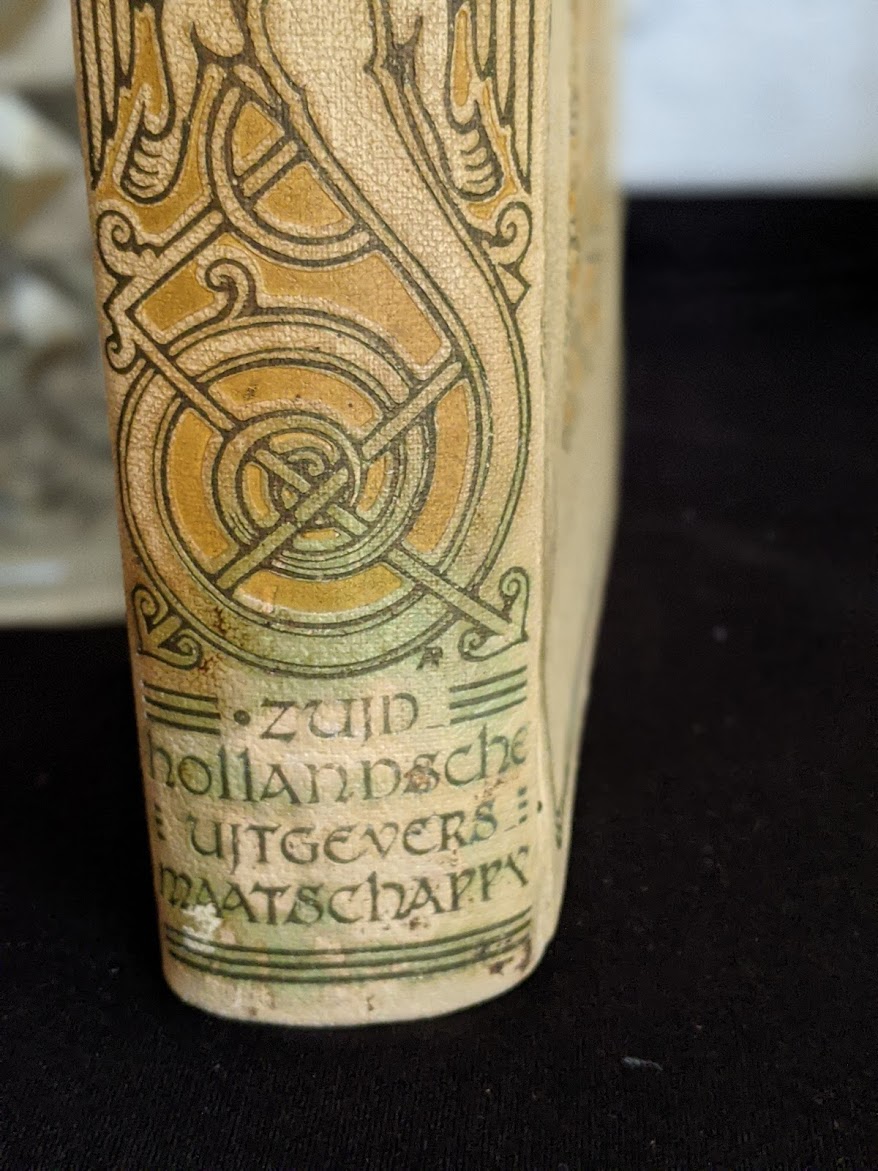 ·ZUID
hollandsche
UITGEVERS
MAATSChAPPY